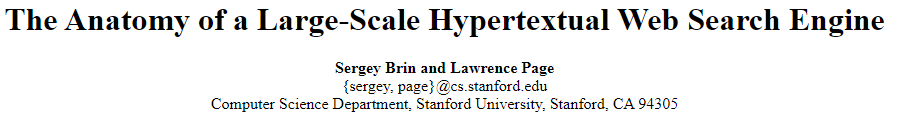 The Anatomy of a Large-Scale Hypertextual Web Search Engine
Sergey Brin and Lawrence Page
{sergey, page}@cs.stanford.edu
Computer Science Department, Stanford University, Stanford, CA 94305